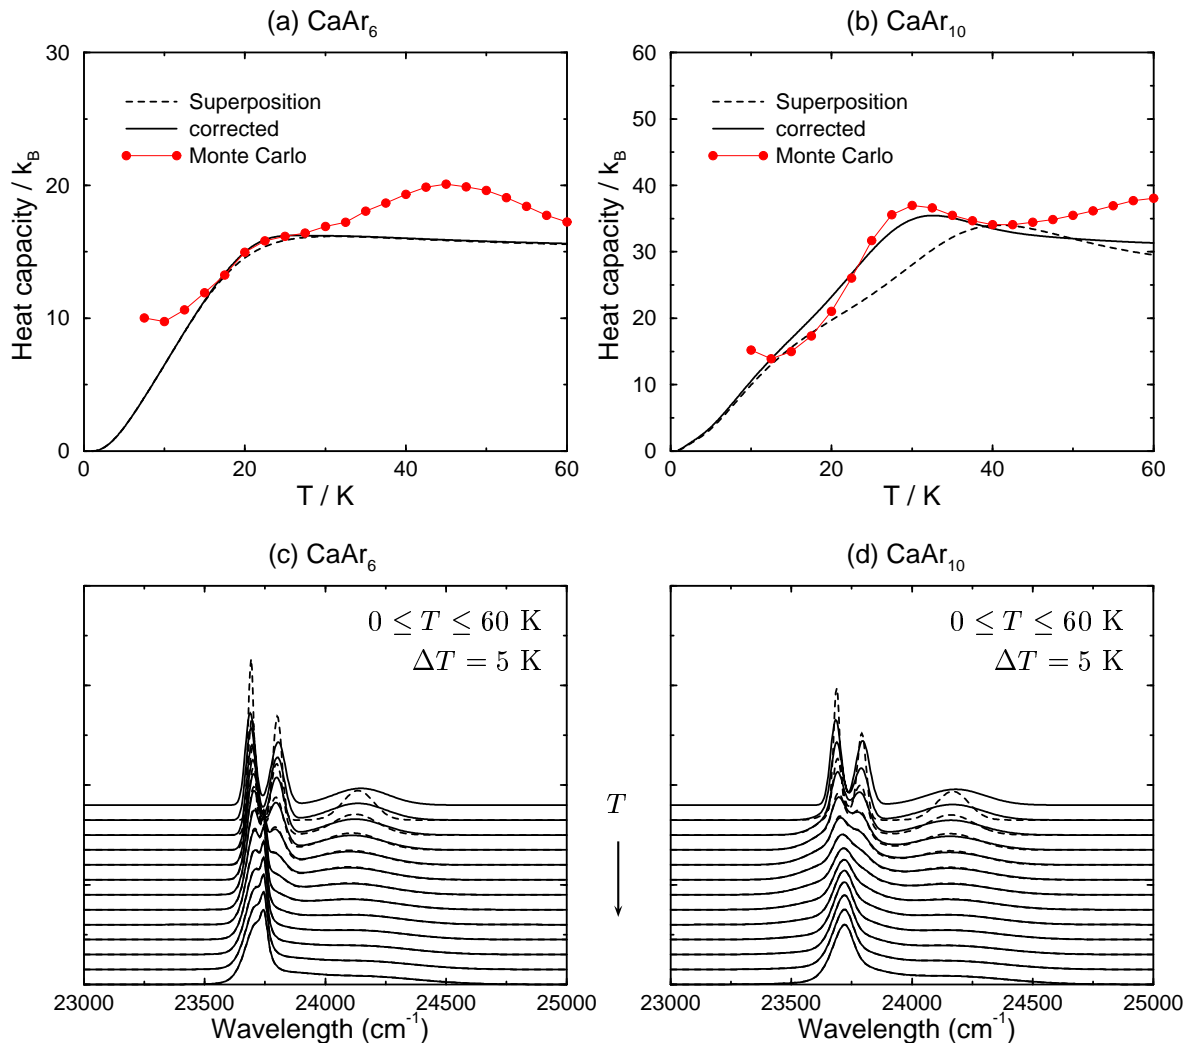 (a) CaAr₆
(b) CaAr₁₀
30
20
10
0
Heat capacity / k_B
Superposition
corrected
Monte Carlo
0 20 40 60
T / K
60
50
40
30
20
10
0
Heat capacity / k_B
Superposition
corrected
Monte Carlo
0 20 40 60
T / K
(c) CaAr₆
0 ≤ T ≤ 60 K
ΔT = 5 K
23000 23500 24000 24500 25000
Wavelength (cm⁻¹)
T
(d) CaAr₁₀
0 ≤ T ≤ 60 K
ΔT = 5 K
23000 23500 24000 24500 25000
Wavelength (cm⁻¹)